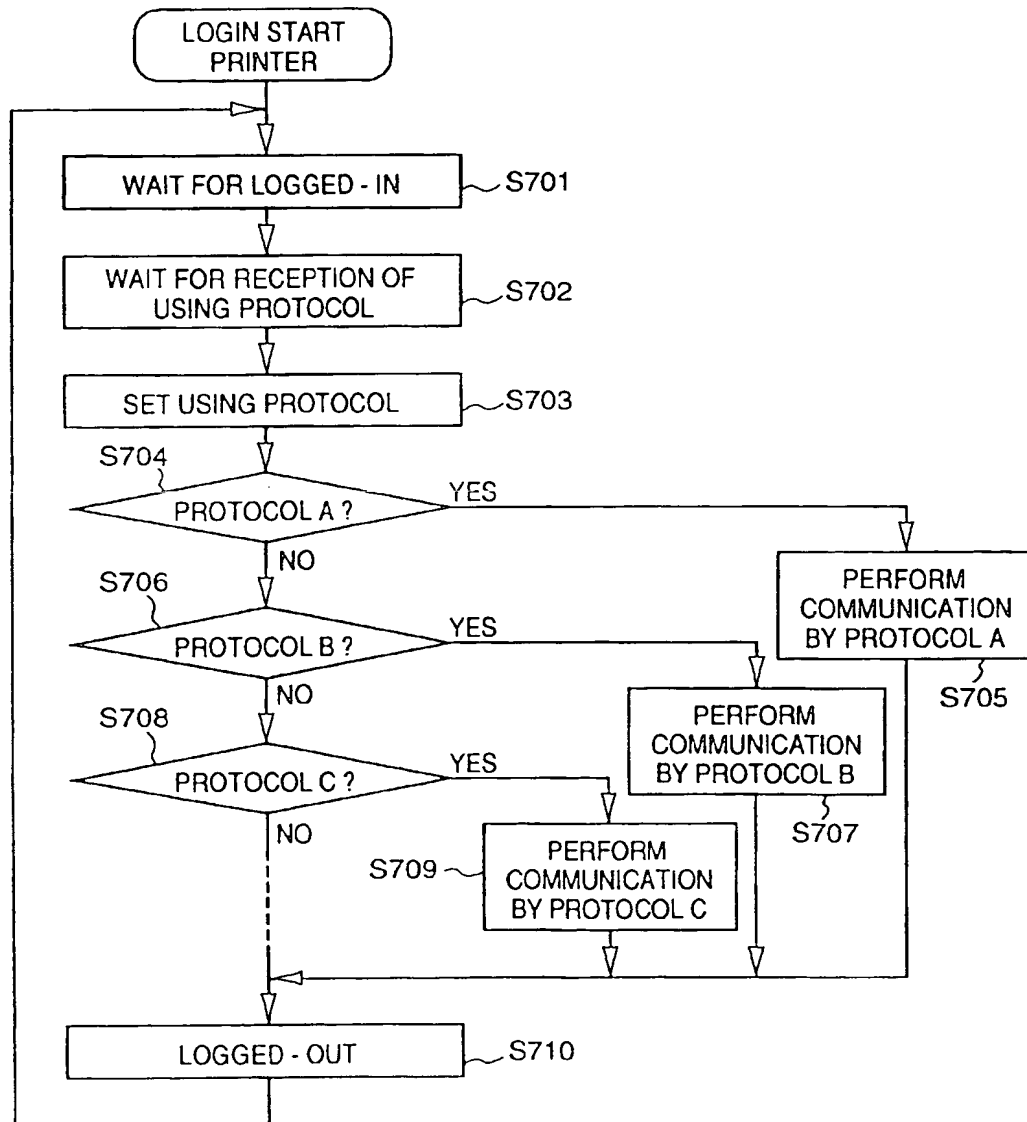 LOGIN START
PRINTER
WAIT FOR LOGGED - IN
S701
WAIT FOR RECEPTION OF
USING PROTOCOL
S702
SET USING PROTOCOL
S703
S704
PROTOCOL A ?
YES
NO
PERFORM
COMMUNICATION
BY PROTOCOL A
S705
S706
PROTOCOL B ?
YES
NO
PERFORM
COMMUNICATION
BY PROTOCOL B
S707
S708
PROTOCOL C ?
YES
NO
S709
PERFORM
COMMUNICATION
BY PROTOCOL C
LOGGED - OUT
S710